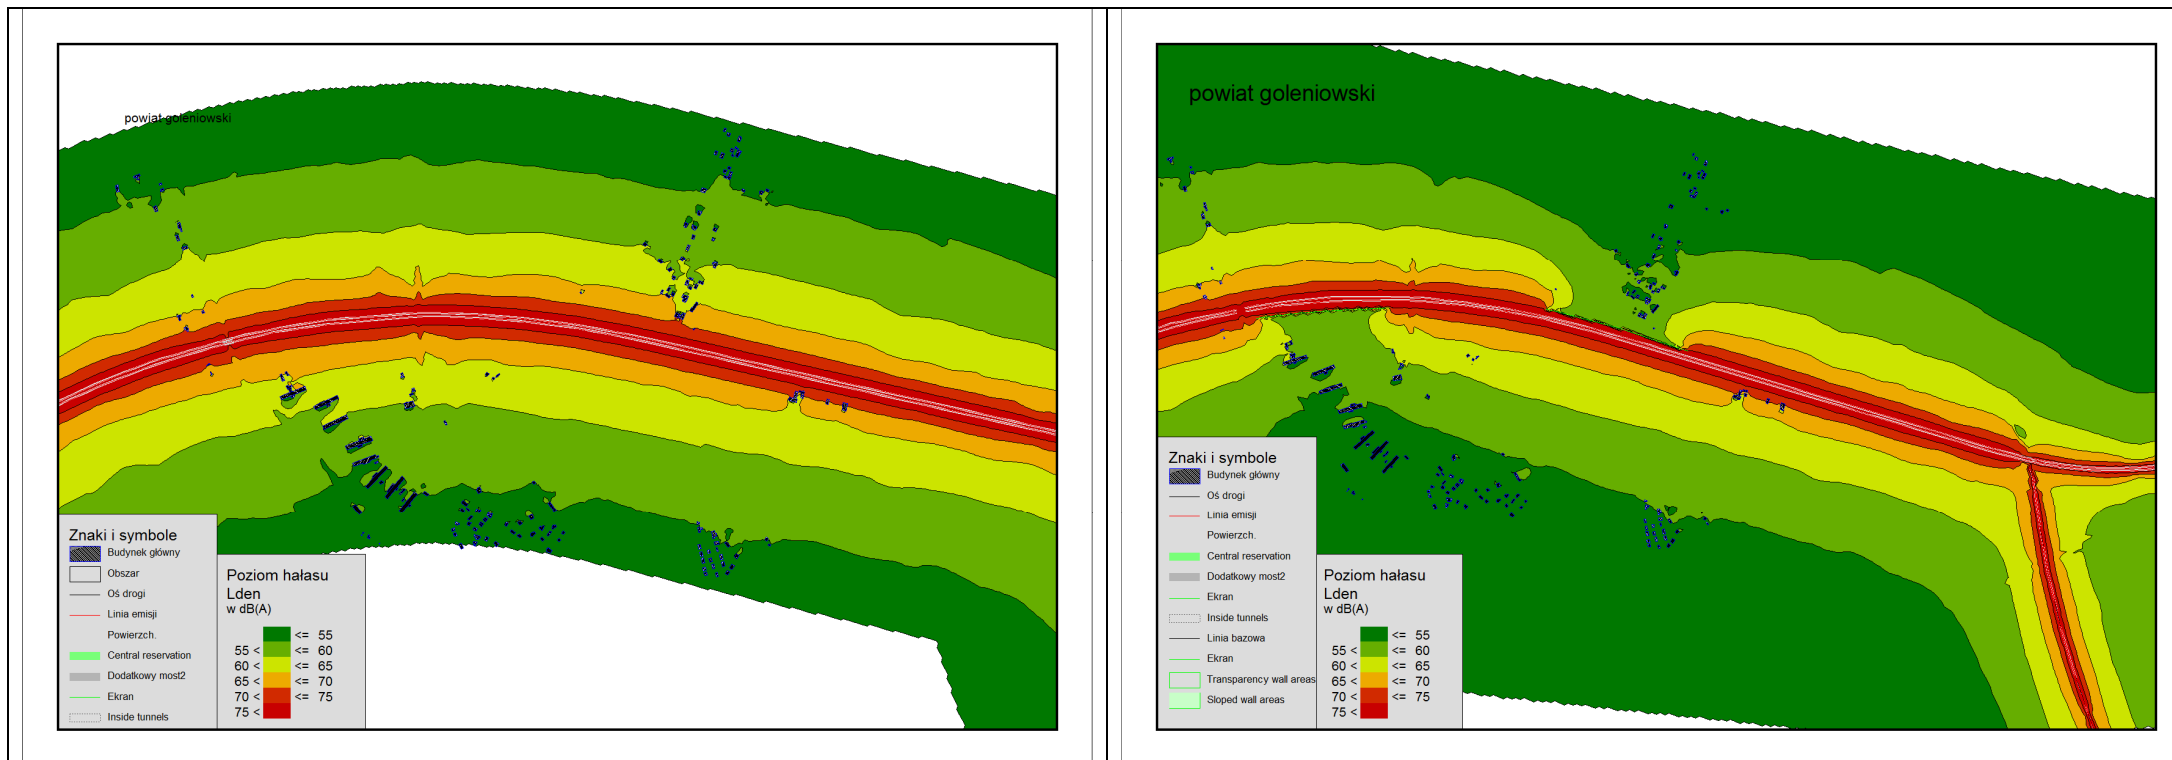 powiat goleniowski
Znaki i symbole
Budynek główny
Obszar
Oś drogi
Linia emisji
Powierzch.
Central reservation
Dodatkowy most2
Ekran
Inside tunnels
Poziom hałasu
Lden
w dB(A)
<= 55
55 < <= 60
60 < <= 65
65 < <= 70
70 < <= 75
75 <
powiat goleniowski
Znaki i symbole
Budynek główny
Oś drogi
Linia emisji
Powierzch.
Central reservation
Dodatkowy most2
Ekran
Inside tunnels
Linia bazowa
Ekran
Transparency wall areas
Sloped wall areas
Poziom hałasu
Lden
w dB(A)
<= 55
55 < <= 60
60 < <= 65
65 < <= 70
70 < <= 75
75 <